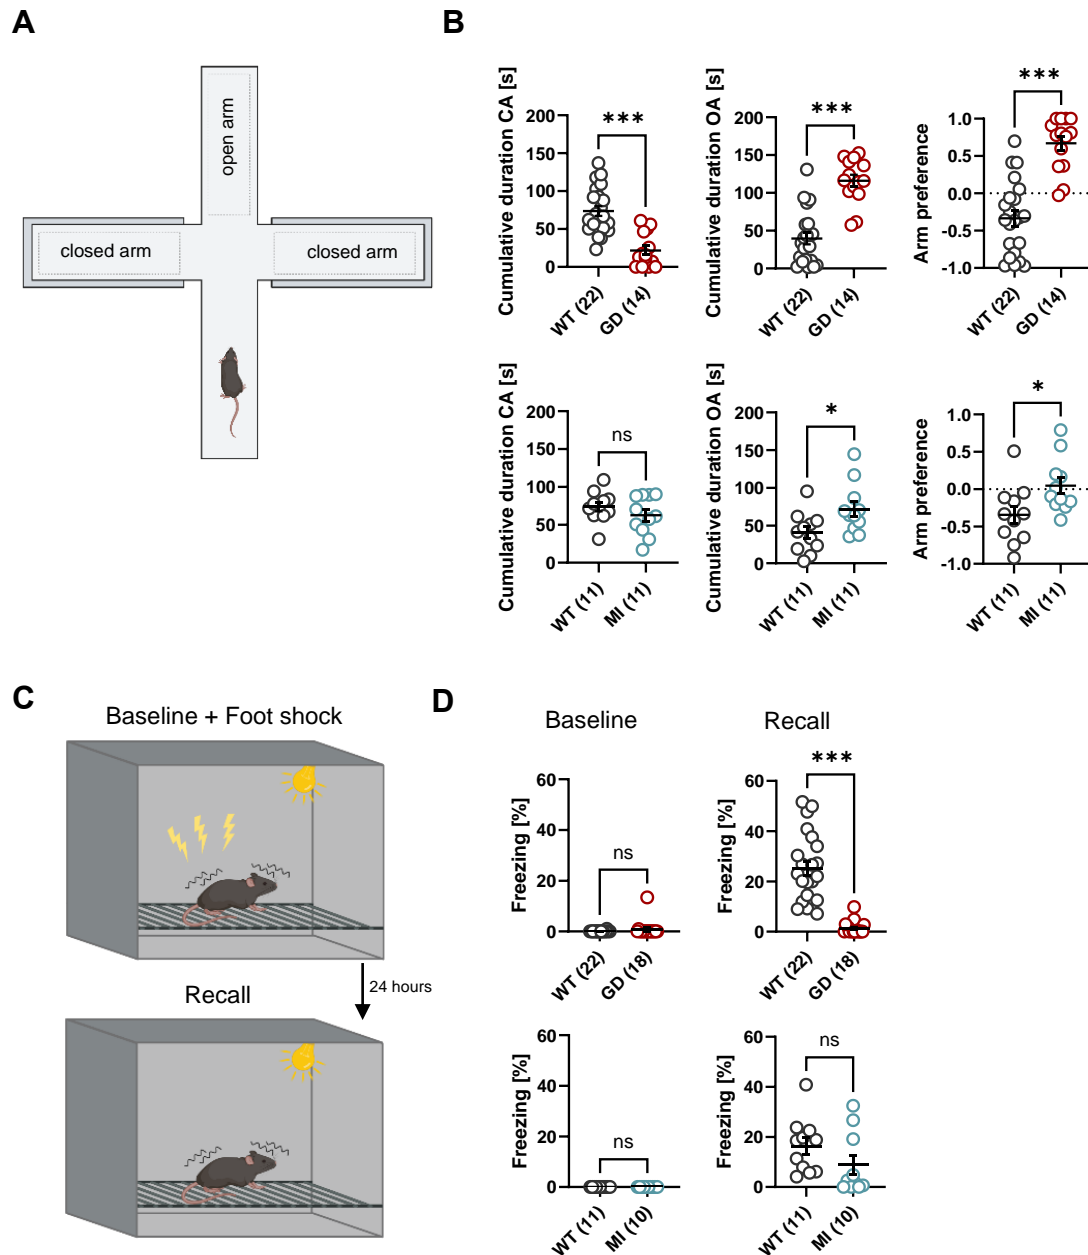 A
open arm
closed arm
closed arm
B
Cumulative duration CA [s]
200
150
100
50
0
***
WT (22)
GD (14)
Cumulative duration OA [s]
200
150
100
50
0
***
WT (22)
GD (14)
Arm preference
1.0
0.5
0.0
-0.5
-1.0
***
WT (22)
GD (14)
Cumulative duration CA [s]
200
150
100
50
0
ns
WT (11)
MI (11)
Cumulative duration OA [s]
200
150
100
50
0
*
WT (11)
MI (11)
Arm preference
1.0
0.5
0.0
-0.5
-1.0
*
WT (11)
MI (11)
C
Baseline + Foot shock
24 hours
Recall
D
Baseline
Recall
Freezing [%]
60
40
20
0
ns
WT (22)
GD (18)
Freezing [%]
60
40
20
0
***
WT (22)
GD (18)
Freezing [%]
60
40
20
0
ns
WT (11)
MI (10)
Freezing [%]
60
40
20
0
ns
WT (11)
MI (10)